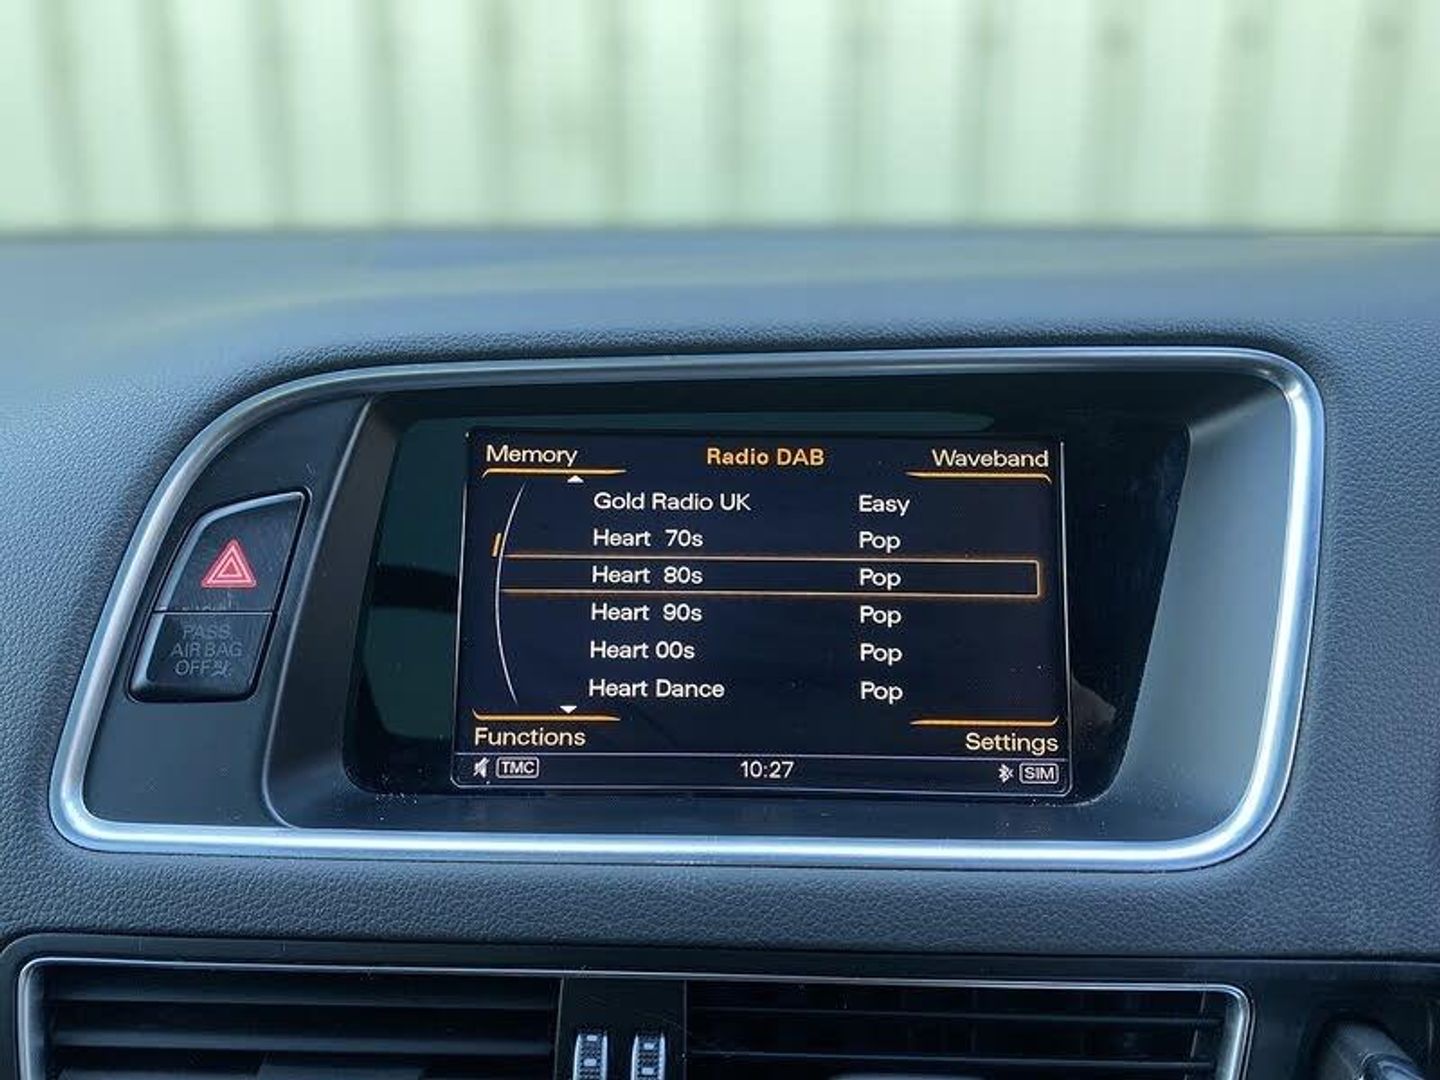 Memory Radio DAB Waveband
Gold Radio UK Easy
Heart 70s Pop
Heart 80s Pop
Heart 90s Pop
Heart 00s Pop
Heart Dance Pop
Functions Settings
TMC 10:27 SIM
PASS
AIR BAG
OFF